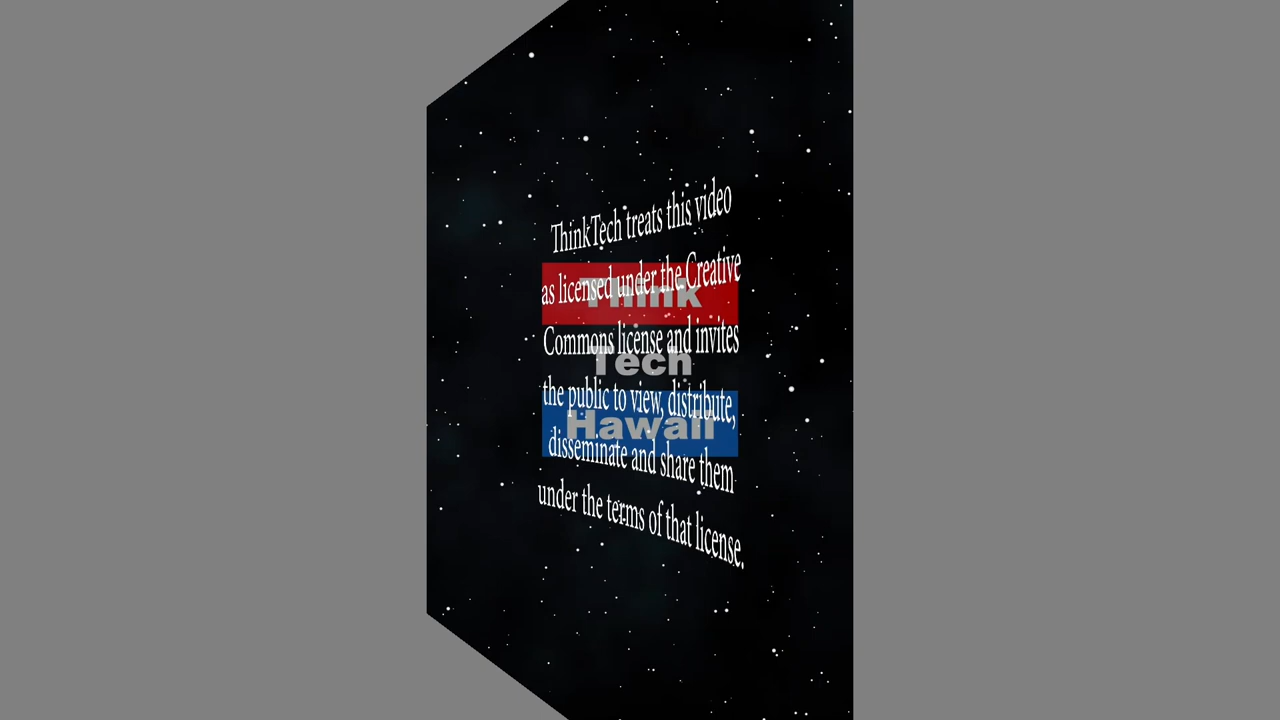 ThinkTech treats this video
as licensed under the Creative
Commons license and invites
the public to view, distribute,
disseminate and share them
under the terms of that license.
Think
Tech
Hawaii